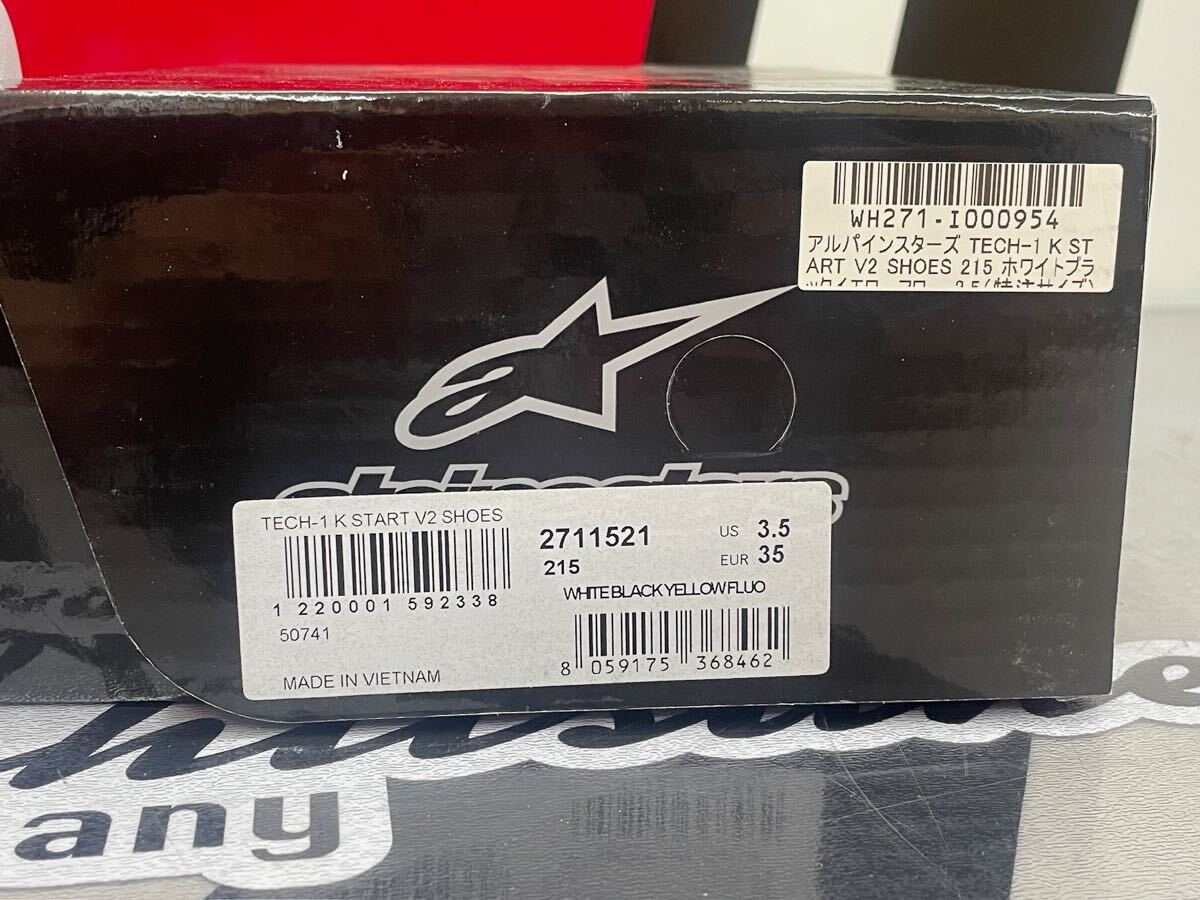 WH271-I000954
アルパインスターズ TECH-1 K ST
ART V2 SHOES 215 ホワイトブラ
alpinestars
TECH-1 K START V2 SHOES
1 220001 592338
50741
MADE IN VIETNAM
2711521
215
US 3.5
EUR 35
WHITE BLACK YELLOW FLUO
8 059175 368462
any